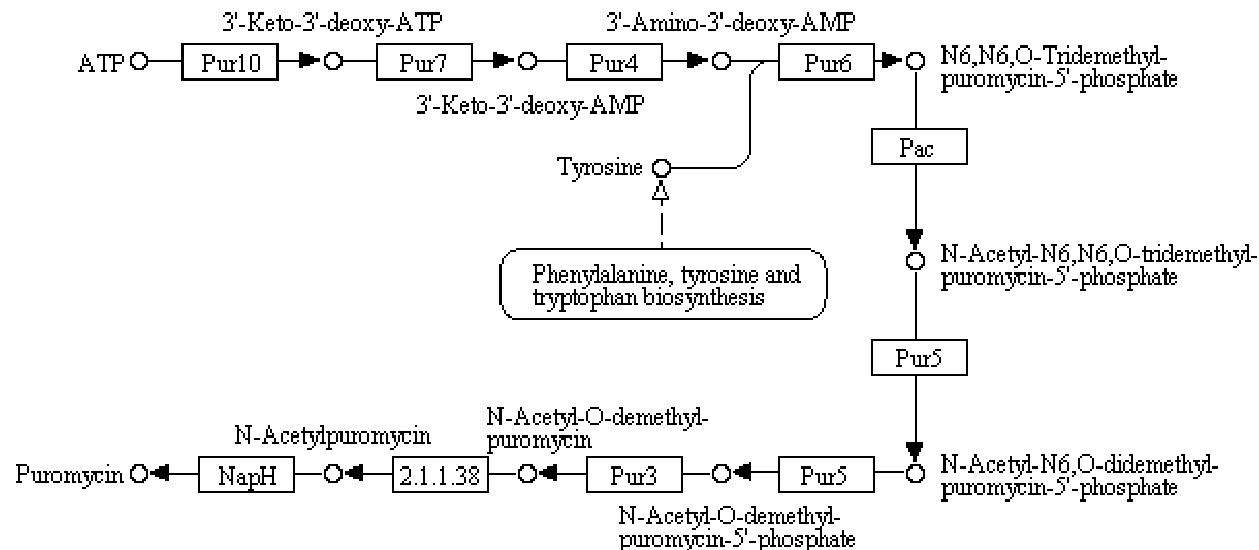 3'-Keto-3'-deoxy-ATP
3'-Amino-3'-deoxy-AMP
ATP
Pur10
Pur7
Pur4
Pur6
N6,N6,O-Tridemethyl-
puromycin-5'-phosphate
3'-Keto-3'-deoxy-AMP
Pac
Tyrosine
Phenylalanine, tyrosine and
tryptophan biosynthesis
N-Acetyl-N6,N6,O-tridemethyl-
puromycin-5'-phosphate
Pur5
N-Acetyl-O-demethyl-
puromycin
N-Acetylpuromycin
Puromycin
NapH
2.1.1.38
Pur3
Pur5
N-Acetyl-N6,O-didemethyl-
puromycin-5'-phosphate
N-Acetyl-O-demethyl-
puromycin-5'-phosphate